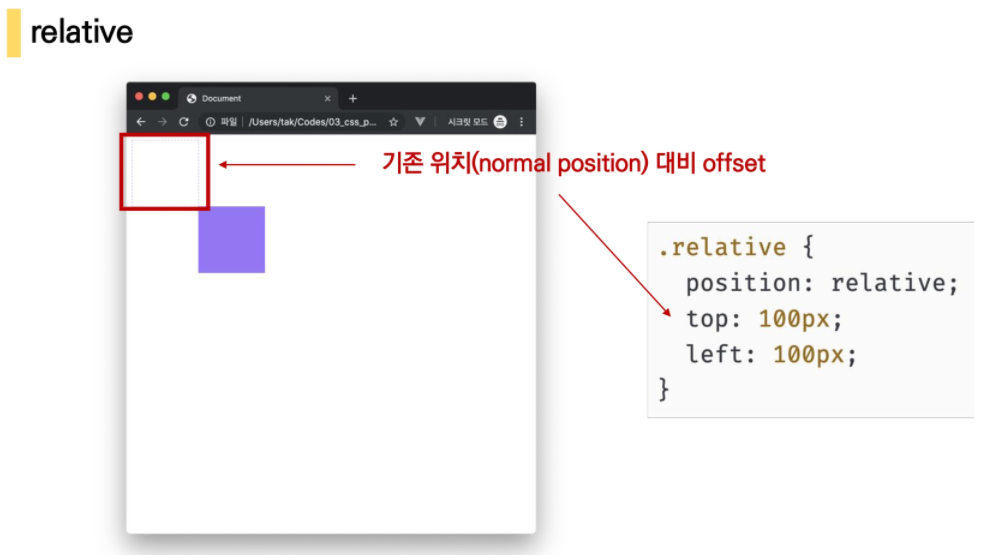 relative
Document
파일 | /Users/tak/Codes/03_css_p... 시크릿 모드
기존 위치(normal position) 대비 offset
.relative {
position: relative;
top: 100px;
left: 100px;
}